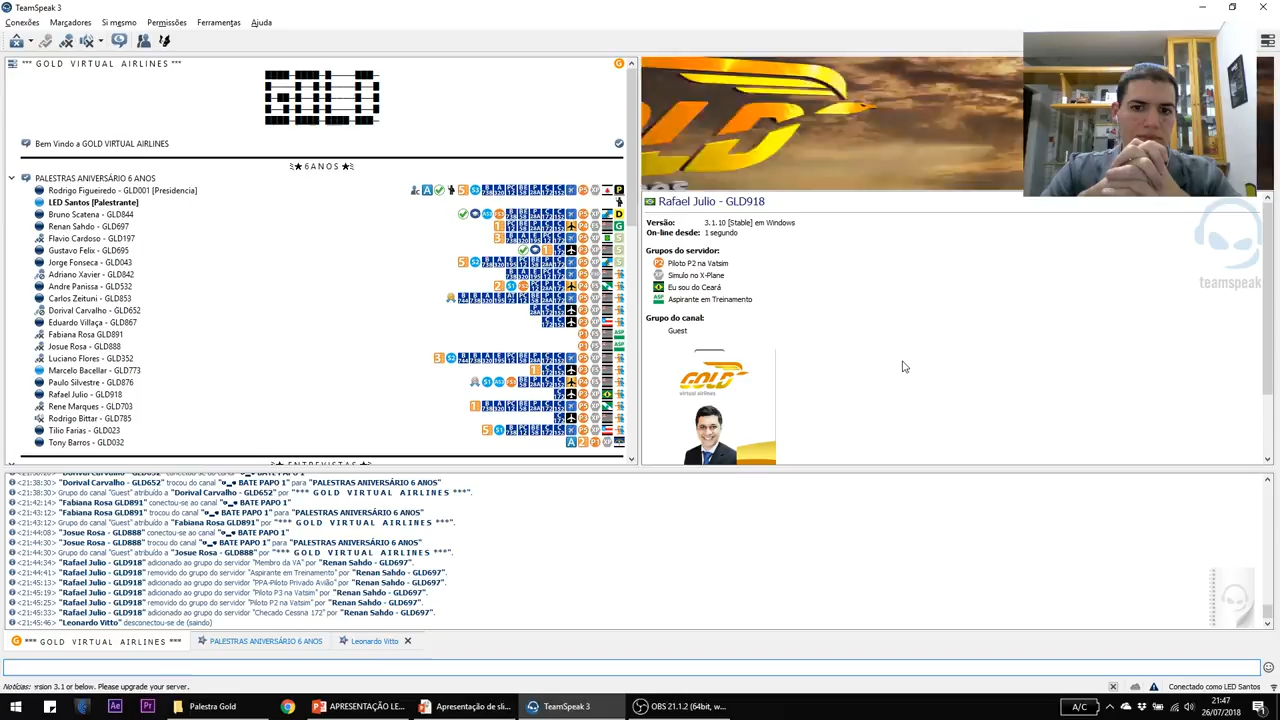 TeamSpeak 3
Conexões Marcadores Si mesmo Permissões Ferramentas Ajuda
*** GOLD VIRTUAL AIRLINES ***
Bem Vindo a GOLD VIRTUAL AIRLINES
★ 6 A N O S ★
PALESTRAS ANIVERSÁRIO 6 ANOS
Rodrigo Figueiredo - GLD001 [Presidencia]
LED Santos [Palestrante]
Bruno Scatena - GLD844
Renan Sahdo - GLD697
Flavio Cardoso - GLD197
Gustavo Felix - GLD695
Jorge Fonseca - GLD043
Adriano Xavier - GLD842
Andre Panissa - GLD532
Carlos Zeituni - GLD853
Dorival Carvalho - GLD652
Eduardo Villaça - GLD867
Fabiana Rosa GLD891
Josue Rosa - GLD888
Luciano Flores - GLD352
Marcelo Bacellar - GLD773
Paulo Silvestre - GLD876
Rafael Julio - GLD918
Rene Marques - GLD703
Rodrigo Bittar - GLD785
Tilio Farias - GLD023
Tony Barros - GLD032
GOLD
Rafael Julio - GLD918
Versão: 3.1.10 [Stable] em Windows
On-line desde: 1 segundo
Grupos do servidor:
P2 Piloto P2 na Vatsim
XP Simulo no X-Plane
Eu sou do Ceará
ASP Aspirante em Treinamento
Grupo do canal:
Guest
GOLD
virtual airlines
teamspeak
<21:38:30> "Dorival Carvalho - GLD652" trocou do canal "BATE PAPO 1" para "PALESTRAS ANIVERSÁRIO 6 ANOS"
<21:38:30> Grupo do canal "Guest" atribuído a "Dorival Carvalho - GLD652" por "*** GOLD VIRTUAL AIRLINES ***".
<21:42:14> "Fabiana Rosa GLD891" conectou-se ao canal "BATE PAPO 1"
<21:43:12> "Fabiana Rosa GLD891" trocou do canal "BATE PAPO 1" para "PALESTRAS ANIVERSÁRIO 6 ANOS"
<21:43:12> Grupo do canal "Guest" atribuído a "Fabiana Rosa GLD891" por "*** GOLD VIRTUAL AIRLINES ***".
<21:44:08> "Josue Rosa - GLD888" conectou-se ao canal "BATE PAPO 1"
<21:44:30> "Josue Rosa - GLD888" trocou do canal "BATE PAPO 1" para "PALESTRAS ANIVERSÁRIO 6 ANOS"
<21:44:30> Grupo do canal "Guest" atribuído a "Josue Rosa - GLD888" por "*** GOLD VIRTUAL AIRLINES ***".
<21:44:34> "Rafael Julio - GLD918" adicionado ao grupo do servidor "Membro da VA" por "Renan Sahdo - GLD697".
<21:44:41> "Rafael Julio - GLD918" removido do grupo do servidor "Aspirante em Treinamento" por "Renan Sahdo - GLD697".
<21:45:13> "Rafael Julio - GLD918" adicionado ao grupo do servidor "PPA-Piloto Privado Avião" por "Renan Sahdo - GLD697".
<21:45:19> "Rafael Julio - GLD918" adicionado ao grupo do servidor "Piloto P3 na Vatsim" por "Renan Sahdo - GLD697".
<21:45:25> "Rafael Julio - GLD918" removido do grupo do servidor "Piloto P2 na Vatsim" por "Renan Sahdo - GLD697".
<21:45:33> "Rafael Julio - GLD918" adicionado ao grupo do servidor "Checado Cessna 172" por "Renan Sahdo - GLD697".
<21:45:46> "Leonardo Vitto" desconectou-se de (saindo)
*** GOLD VIRTUAL AIRLINES *** PALESTRAS ANIVERSÁRIO 6 ANOS Leonardo Vitto
Notícias: version 3.1 or below. Please upgrade your server. Conectado como LED Santos
Palestra Gold APRESENTAÇÃO LE... Apresentação de sli... TeamSpeak 3 OBS 21.1.2 (64bit, w... A/C 21:47
26/07/2018